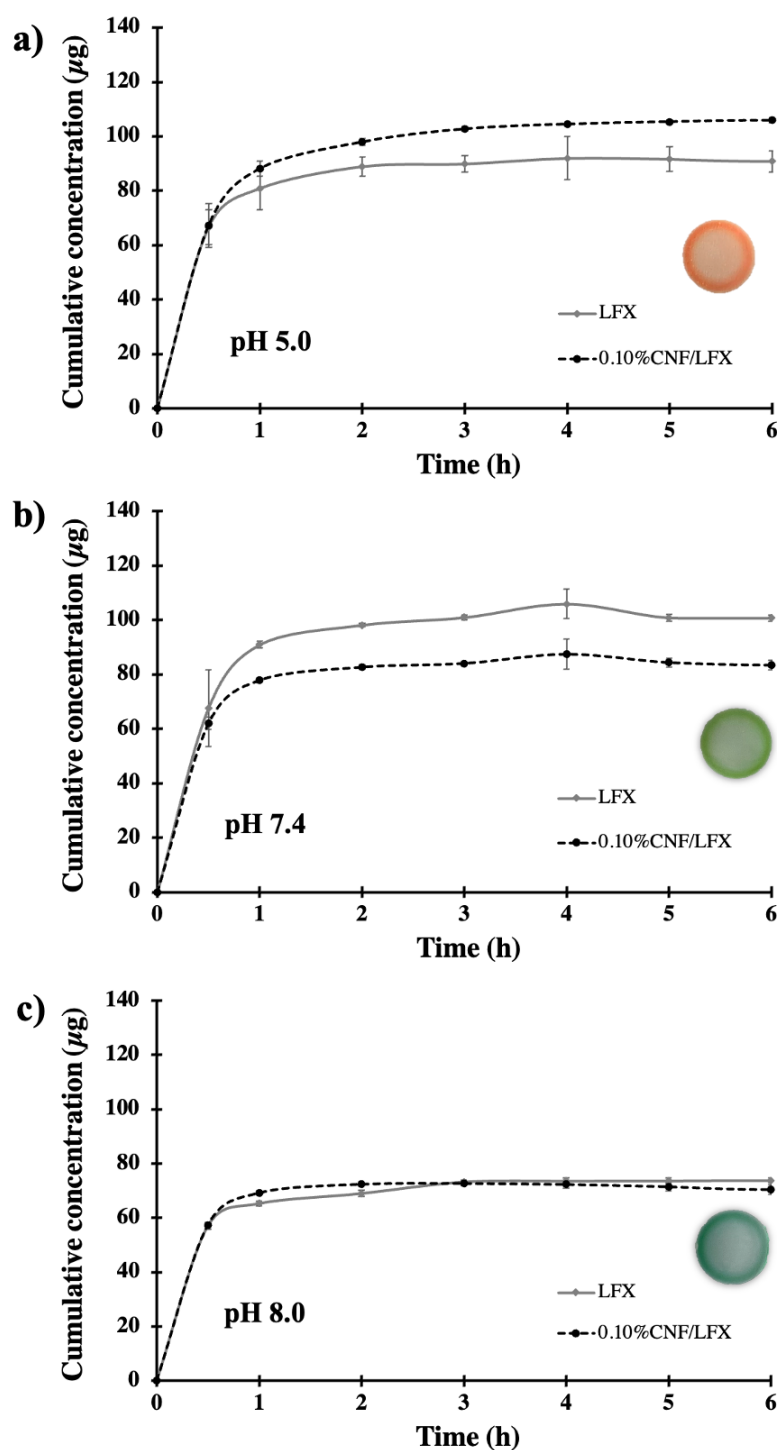 a)
Cumulative concentration (µg)
140
120
100
80
60
40
20
0
pH 5.0
LFX
0.10%CNF/LFX
0 1 2 3 4 5 6
Time (h)
b)
Cumulative concentration (µg)
140
120
100
80
60
40
20
0
pH 7.4
LFX
0.10%CNF/LFX
0 1 2 3 4 5 6
Time (h)
c)
Cumulative concentration (µg)
140
120
100
80
60
40
20
0
pH 8.0
LFX
0.10%CNF/LFX
0 1 2 3 4 5 6
Time (h)